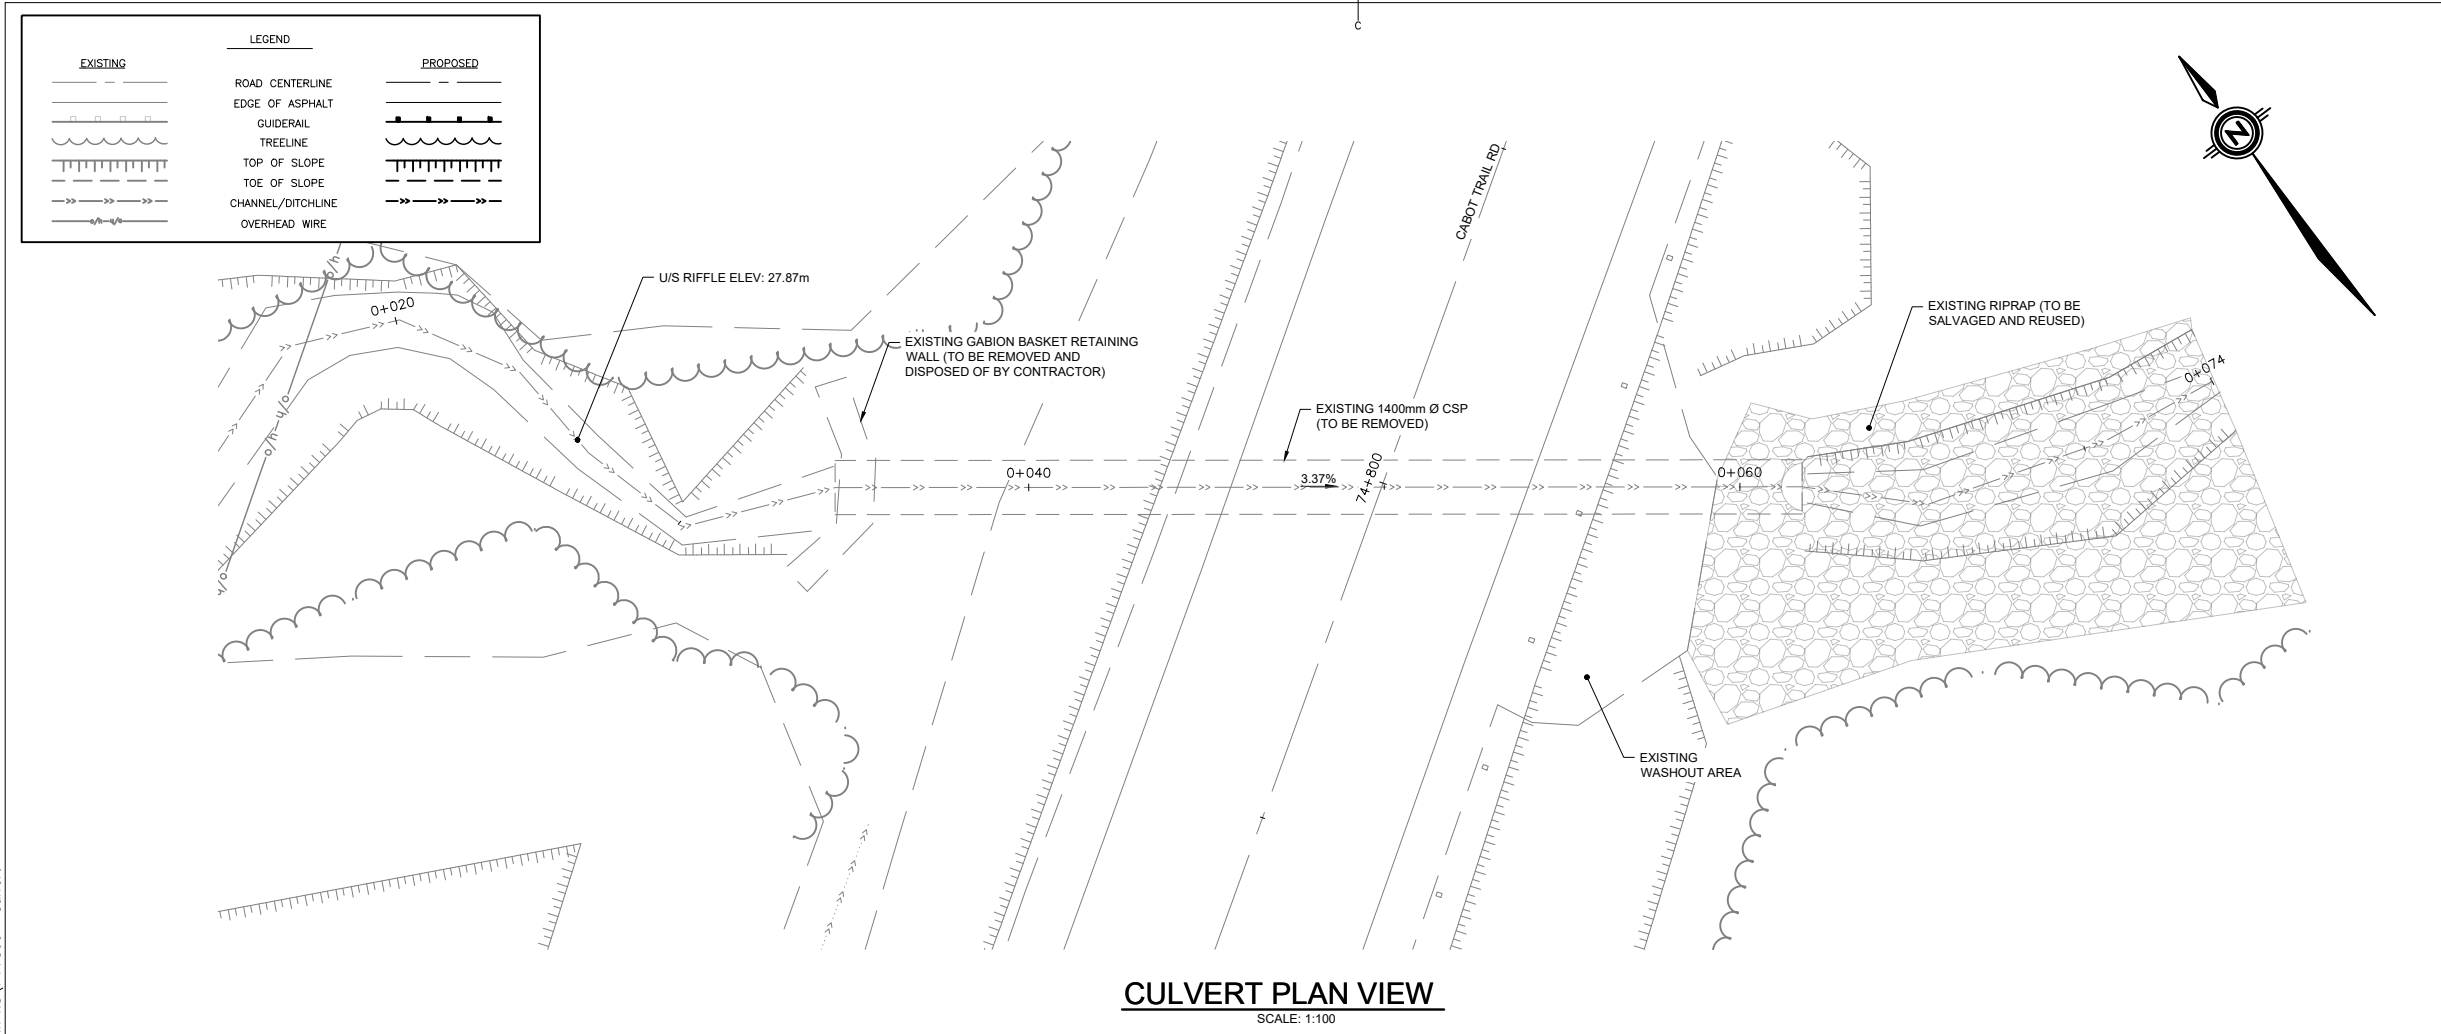 C
LEGEND
EXISTING PROPOSED
ROAD CENTERLINE
EDGE OF ASPHALT
GUIDERAIL
TREELINE
TOP OF SLOPE
TOE OF SLOPE
CHANNEL/DITCHLINE
OVERHEAD WIRE
o/h
0+020
o/h
U/S RIFFLE ELEV: 27.87m
EXISTING GABION BASKET RETAINING
WALL (TO BE REMOVED AND
DISPOSED OF BY CONTRACTOR)
CABOT TRAIL RD
EXISTING 1400mm Ø CSP
(TO BE REMOVED)
EXISTING RIPRAP (TO BE
SALVAGED AND REUSED)
0+074
0+040
3.37%
74+800
0+060
EXISTING
WASHOUT AREA
N
CULVERT PLAN VIEW
SCALE: 1:100